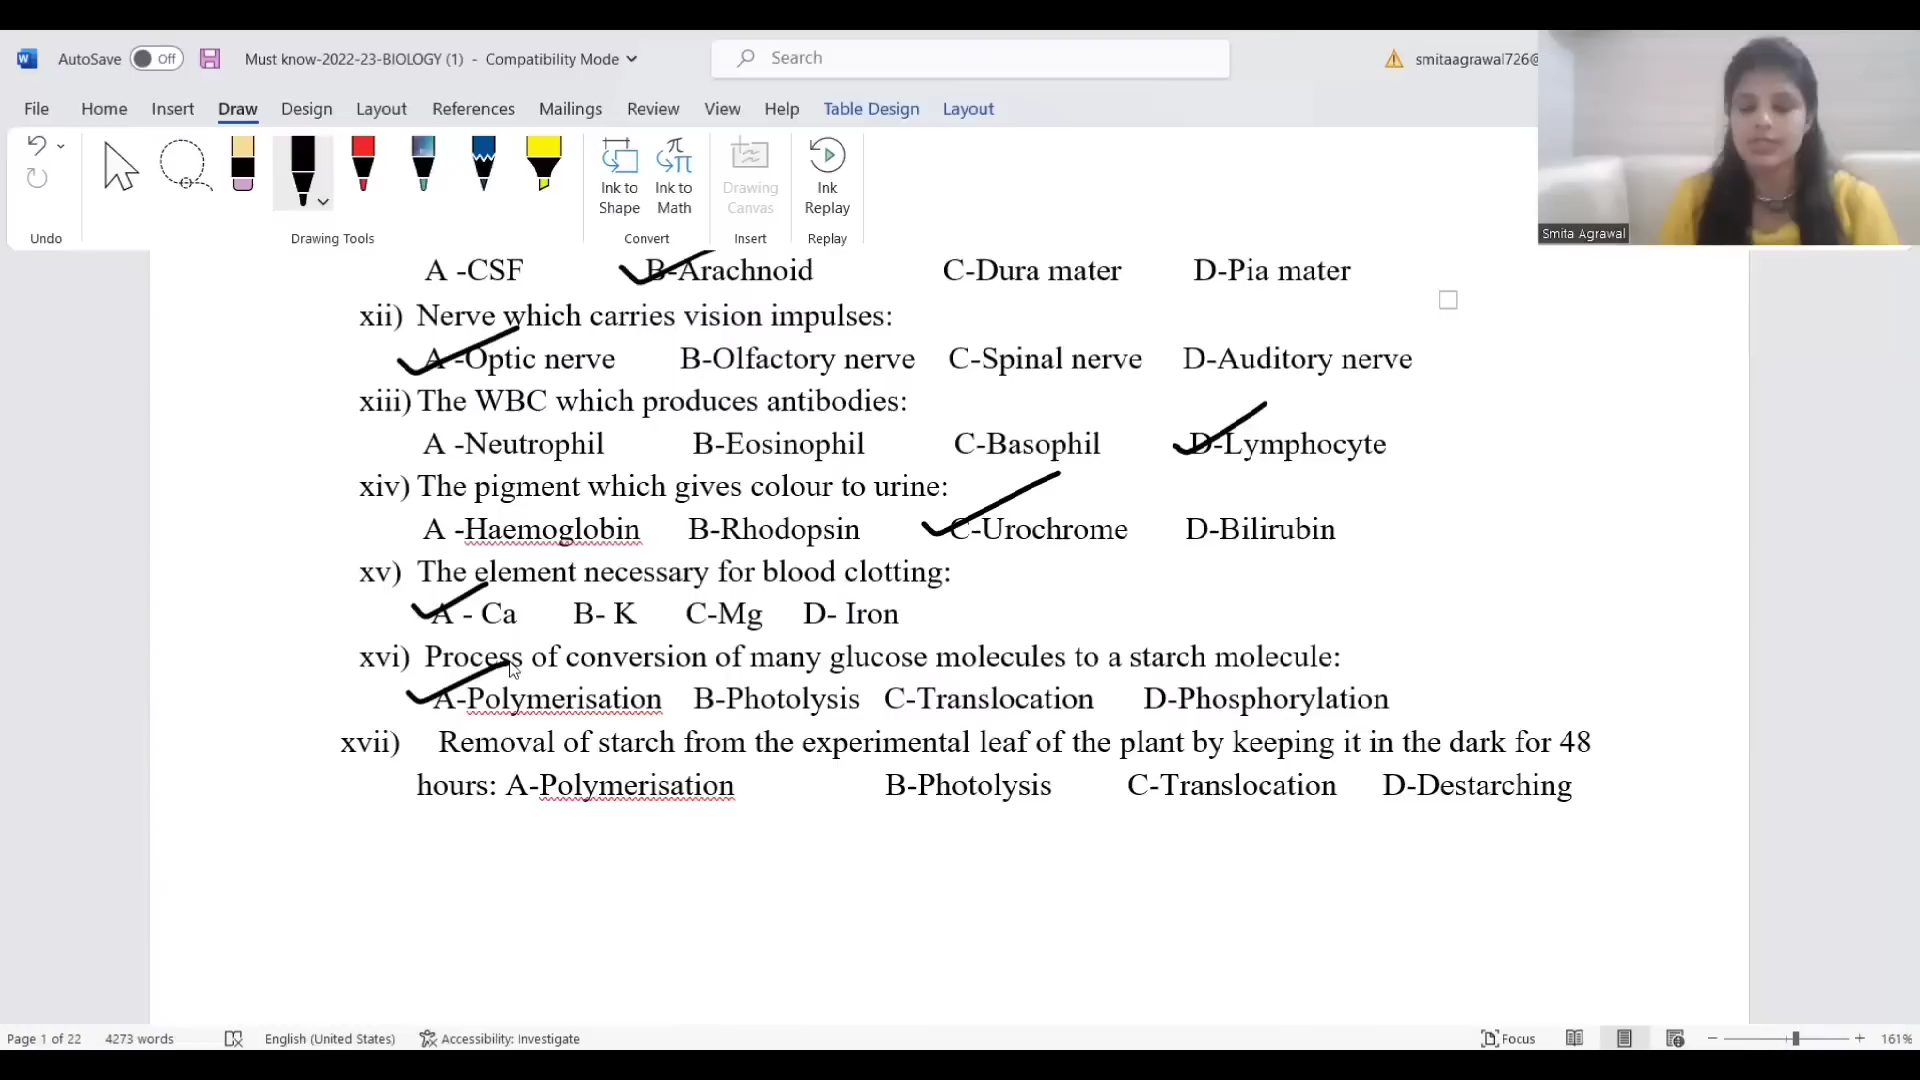 AutoSave Off Must know-2022-23-BIOLOGY (1) - Compatibility Mode Search smitaagrawal726@
File Home Insert Draw Design Layout References Mailings Review View Help Table Design Layout
Ink to Shape Ink to Math Drawing Canvas Ink Replay
Undo Drawing Tools Convert Insert Replay
Smita Agrawal
A -CSF B-Arachnoid C-Dura mater D-Pia mater
xii) Nerve which carries vision impulses:
A -Optic nerve B-Olfactory nerve C-Spinal nerve D-Auditory nerve
xiii) The WBC which produces antibodies:
A -Neutrophil B-Eosinophil C-Basophil D-Lymphocyte
xiv) The pigment which gives colour to urine:
A -Haemoglobin B-Rhodopsin C-Urochrome D-Bilirubin
xv) The element necessary for blood clotting:
A - Ca B- K C-Mg D- Iron
xvi) Process of conversion of many glucose molecules to a starch molecule:
A-Polymerisation B-Photolysis C-Translocation D-Phosphorylation
xvii) Removal of starch from the experimental leaf of the plant by keeping it in the dark for 48
hours: A-Polymerisation B-Photolysis C-Translocation D-Destarching
Page 1 of 22 4273 words English (United States) Accessibility: Investigate Focus 161%